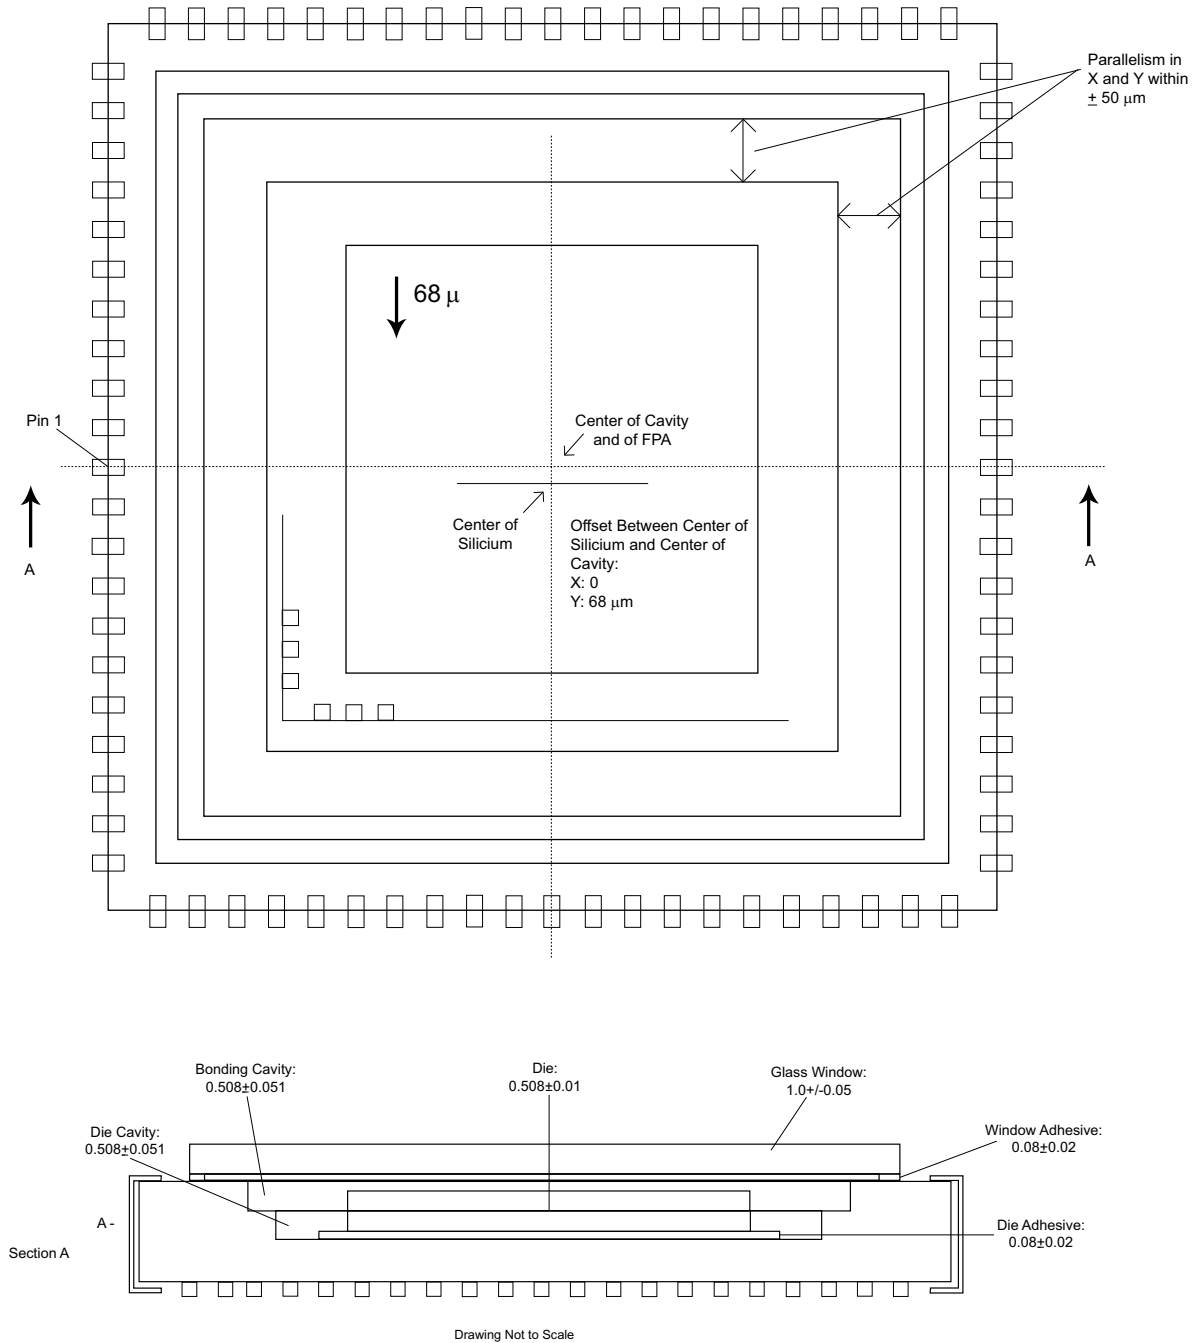 Parallelism in
X and Y within
± 50 μm
68 μ
Pin 1
Center of Cavity
and of FPA
Center of
Silicium
Offset Between Center of
Silicium and Center of
Cavity:
X: 0
Y: 68 μm
A
A
Bonding Cavity:
0.508±0.051
Die:
0.508±0.01
Glass Window:
1.0+/-0.05
Die Cavity:
0.508±0.051
Window Adhesive:
0.08±0.02
A -
Section A
Die Adhesive:
0.08±0.02
Drawing Not to Scale